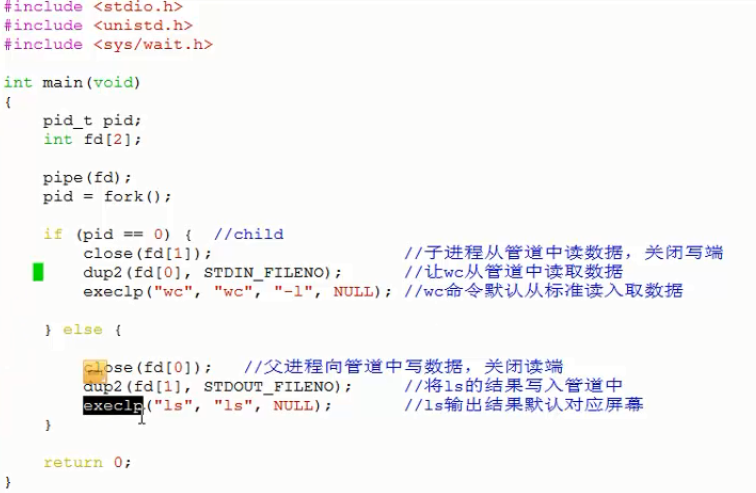 #include <stdio.h>
#include <unistd.h>
#include <sys/wait.h>

int main(void)
{
    pid_t pid;
    int fd[2];

    pipe(fd);
    pid = fork();

    if (pid == 0) {  //child
        close(fd[1]);                   //子进程从管道中读数据，关闭写端
        dup2(fd[0], STDIN_FILENO);      //让wc从管道中读取数据
        execlp("wc", "wc", "-l", NULL); //wc命令默认从标准读入取数据

    } else {

        close(fd[0]);   //父进程向管道中写数据，关闭读端
        dup2(fd[1], STDOUT_FILENO);     //将ls的结果写入管道中
        execlp("ls", "ls", NULL);       //ls输出结果默认对应屏幕
    }

    return 0;
}